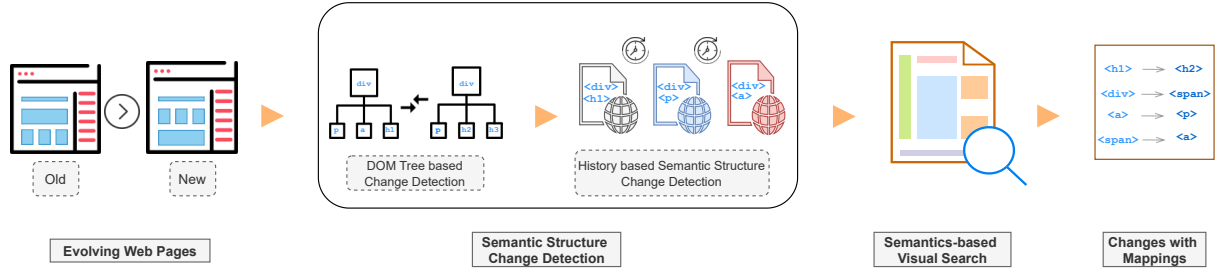 Old
New
Evolving Web Pages
div
p a h1
div
p h2 h3
DOM Tree based
Change Detection
<div>
<h1>
<div>
<p>
<div>
<a>
History based Semantic Structure
Change Detection
Semantic Structure
Change Detection
Semantics-based
Visual Search
<h1> <h2>
<div> <span>
<a> <p>
<span> <a>
Changes with
Mappings